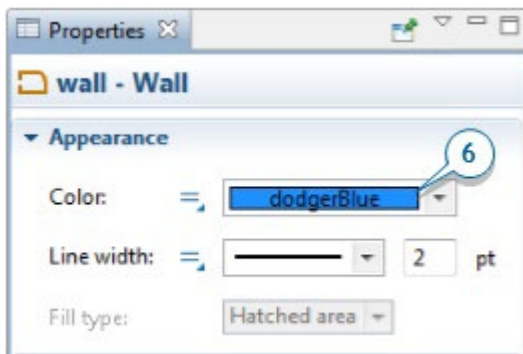 Properties
wall - Wall
Appearance
6
Color: dodgerBlue
Line width: 2 pt
Fill type: Hatched area